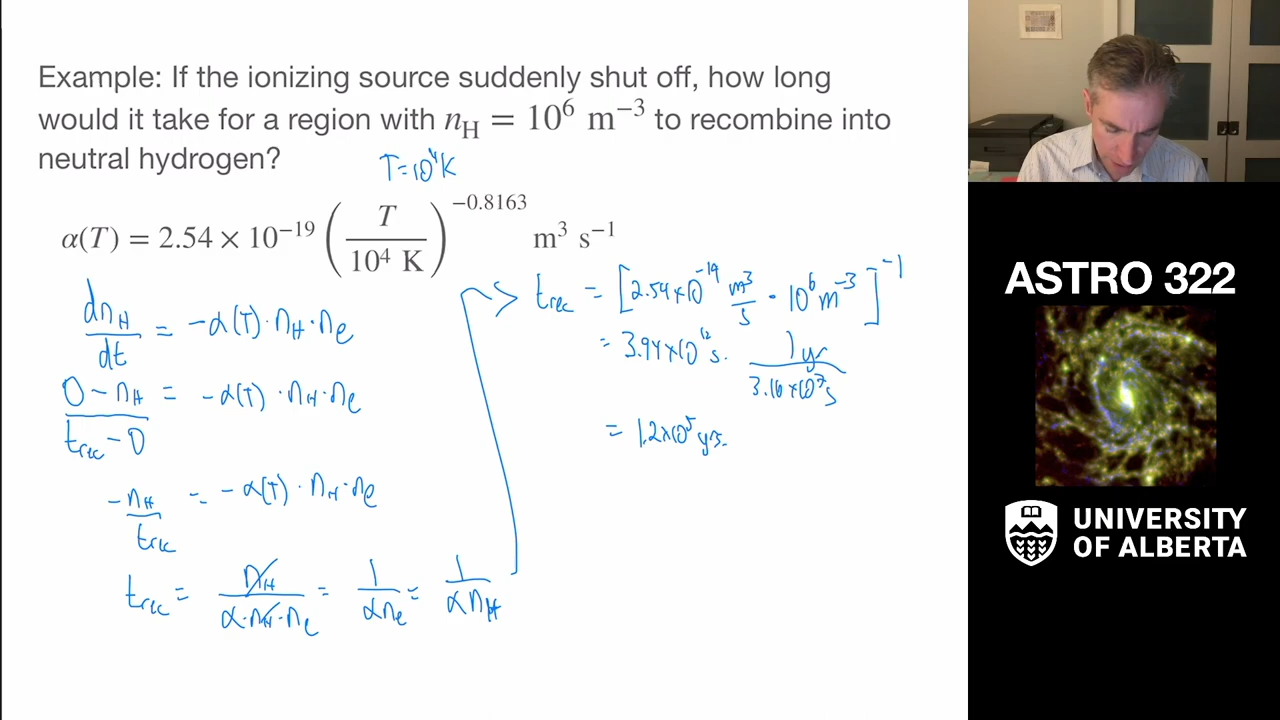 Example: If the ionizing source suddenly shut off, how long
would it take for a region with n_H = 10^6 m^−3 to recombine into
neutral hydrogen?
T=10^4 K
α(T) = 2.54 × 10^−19 (T / 10^4 K)^−0.8163 m^3 s^−1
dn_H/dt = -α(T)·n_H·n_e
(0 - n_H)/(t_rec - 0) = -α(T)·n_H·n_e
-n_H/t_rec = -α(T)·n_H·n_e
t_rec = n_H/(α·n_H·n_e) = 1/(αn_e) = 1/(αn_H)
t_rec = [2.54×10^-19 m^3/s · 10^6 m^-3]^-1
= 3.94×10^12 s. 1 yr/3.16×10^7 s
= 1.2×10^5 yrs.
ASTRO 322
UNIVERSITY
OF ALBERTA